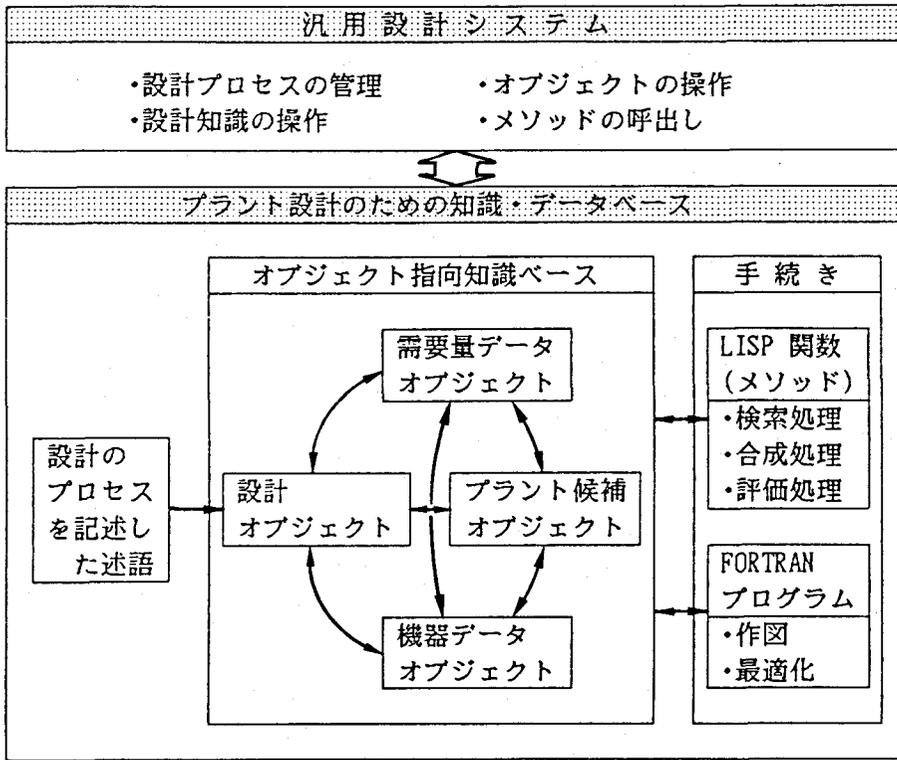 汎用設計システム
・設計プロセスの管理
・オブジェクトの操作
・設計知識の操作
・メソッドの呼出し
プラント設計のための知識・データベース
オブジェクト指向知識ベース
手続き
需要量データ
オブジェクト
LISP 関数
(メソッド)
・検索処理
・合成処理
・評価処理
設計の
プロセス
を記述し
た述語
設計
オブジェクト
プラント候補
オブジェクト
機器データ
オブジェクト
FORTRAN
プログラム
・作図
・最適化